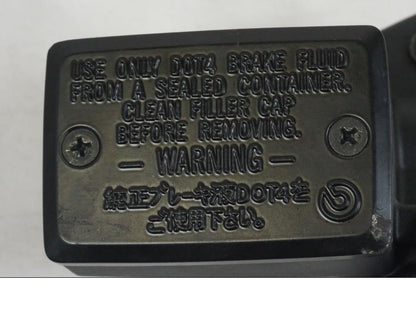 USE ONLY DOT4 BRAKE FLUID
FROM A SEALED CONTAINER.
CLEAN FILLER CAP
BEFORE REMOVING.
— WARNING —
純正ブレーキ液DOT4を
ご使用下さい。